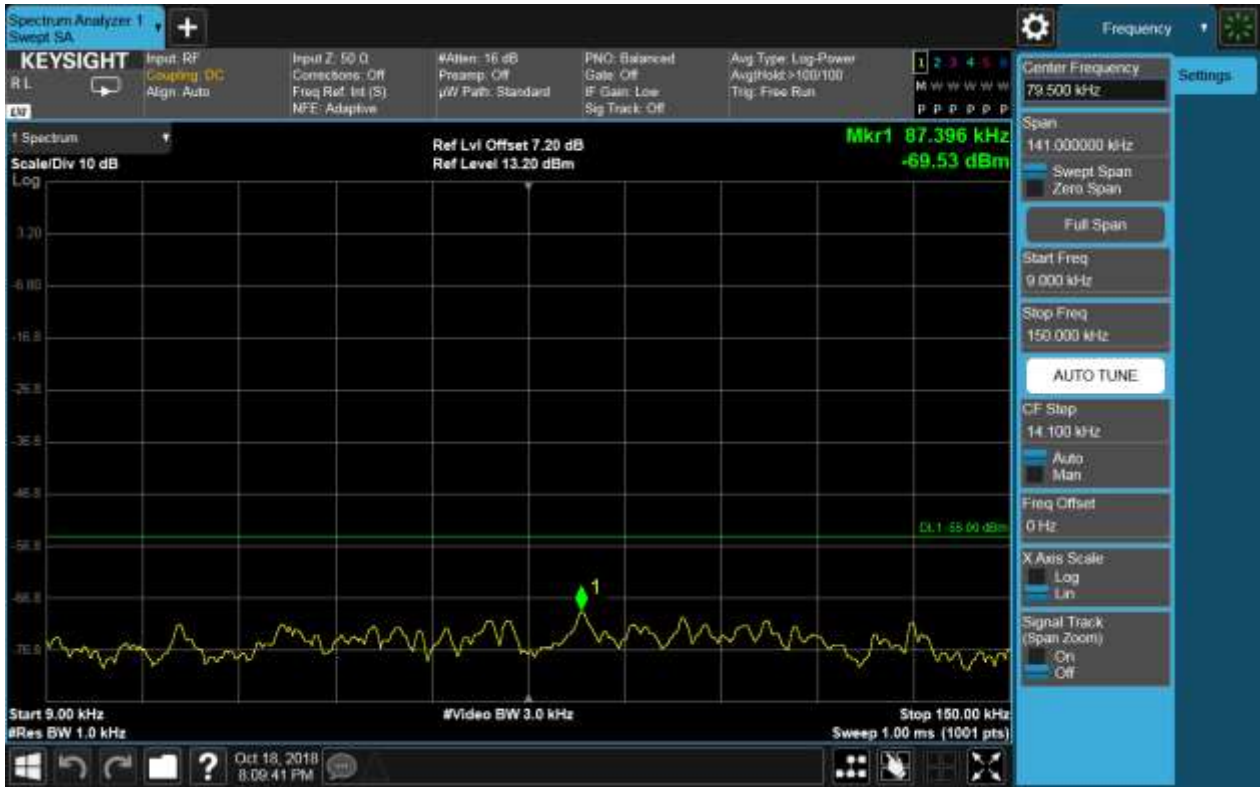 Spectrum Analyzer 1
Swept SA
+
Frequency
KEYSIGHT
R L
Input: RF
Coupling: DC
Align: Auto
Input Z: 50 Ω
Corrections: Off
Freq Ref: Int (S)
NFE: Adaptive
#Atten: 16 dB
Preamp: Off
µW Path: Standard
PNO: Balanced
Gate: Off
IF Gain: Low
Sig Track: Off
Avg Type: Log-Power
Avg|Hold:>100/100
Trig: Free Run
1 2 3 4 5 6
M W W W W W
P P P P P P
Center Frequency
79.500 kHz
Settings
Span
141.000000 kHz
Swept Span
Zero Span
Full Span
Start Freq
9.000 kHz
Stop Freq
150.000 kHz
AUTO TUNE
CF Step
14.100 kHz
Auto
Man
Freq Offset
0 Hz
X Axis Scale
Log
Lin
Signal Track
(Span Zoom)
On
Off
1 Spectrum
Scale/Div 10 dB
Log
Ref Lvl Offset 7.20 dB
Ref Level 13.20 dBm
Mkr1 87.396 kHz
-69.53 dBm
3.20
-6.80
-16.8
-26.8
-36.8
-46.8
DL1 -55.00 dBm
-56.8
-66.8
1
-76.8
Start 9.00 kHz
#Video BW 3.0 kHz
Stop 150.00 kHz
#Res BW 1.0 kHz
Sweep 1.00 ms (1001 pts)
?
Oct 18, 2018
8:09:41 PM